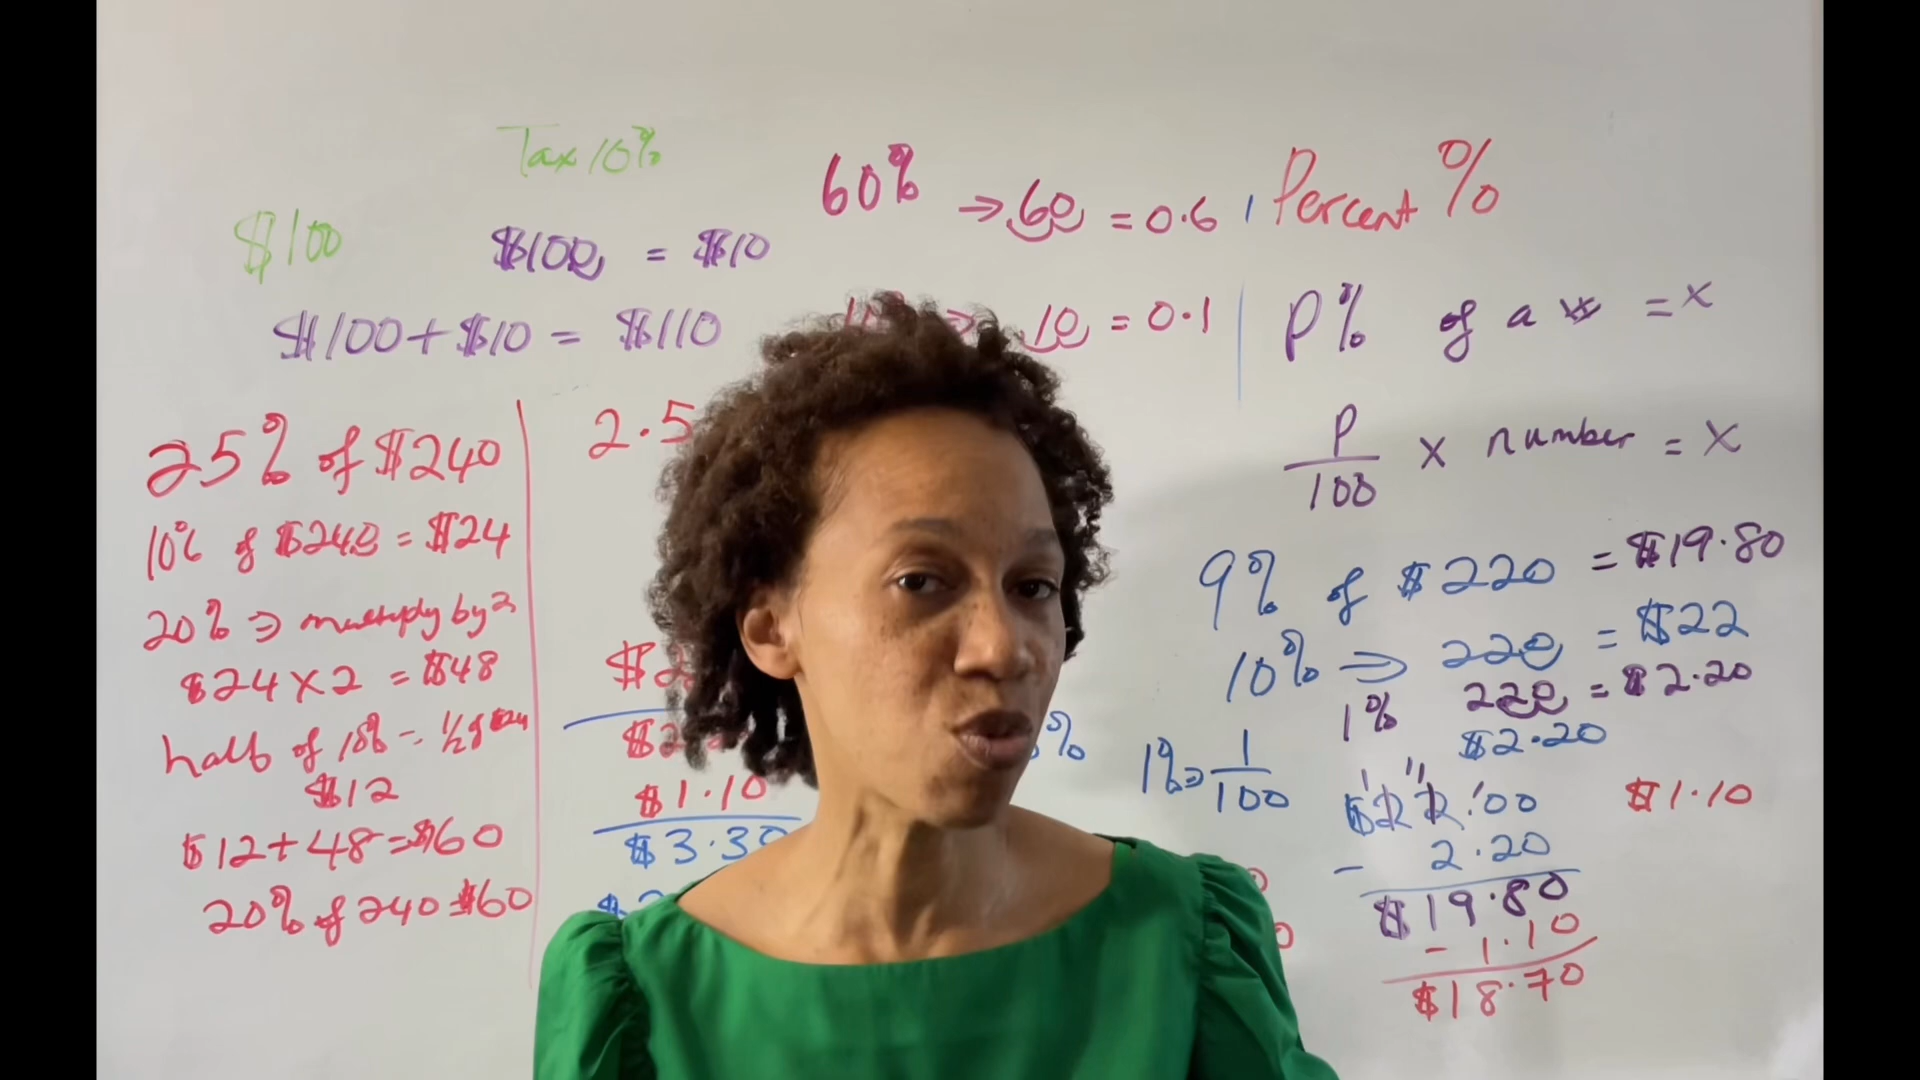 Tax 10%
$100
$100 = $10
$100 + $10 = $110
60% → 60 = 0.6
10 = 0.1
Percent %
P% of a = x
P/100 × number = x
25% of $240
10% of $240 = $24
20% ⇒ multiply by 2
$24 × 2 = $48
half of 10% = 1/2 of $24
$12
$12 + 48 = $60
20% of 240 = $60
2.5
$1.10
$3.30
9% of $220 = $19.80
10% ⇒ 220 = $22
1% 220 = $2.20
$2.20
1% ⇒ 1/100
$22.00
- 2.20
$19.80
- 1.10
$18.70
$1.10